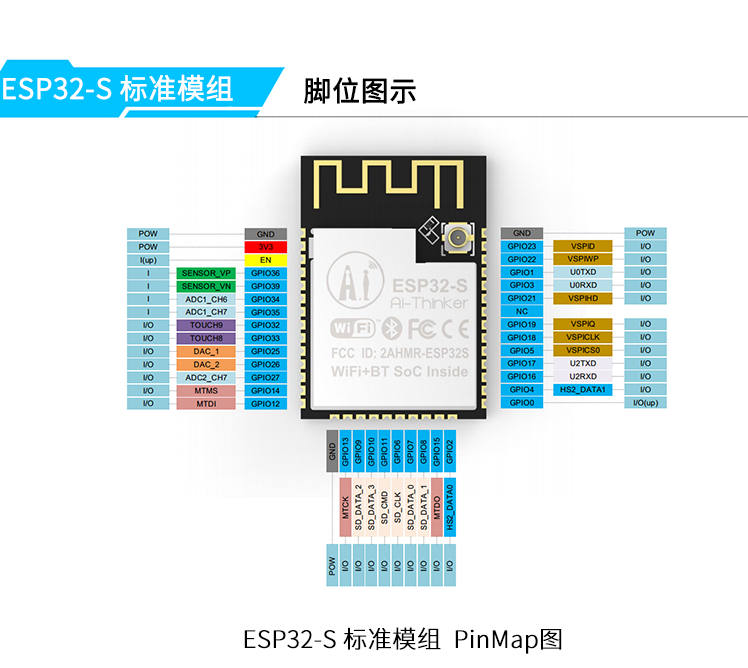 ESP32-S 标准模组
脚位图示
POW GND
POW 3V3
I(up) EN
I SENSOR_VP GPIO36
I SENSOR_VN GPIO39
I ADC1_CH6 GPIO34
I ADC1_CH7 GPIO35
I/O TOUCH9 GPIO32
I/O TOUCH8 GPIO33
I/O DAC_1 GPIO25
I/O DAC_2 GPIO26
I/O ADC2_CH7 GPIO27
I/O MTMS GPIO14
I/O MTDI GPIO12
A.I
ESP32-S
AI-Thinker
Wi Fi FC CE
FCC ID: 2AHMR-ESP32S
WiFi+BT SoC Inside
GND POW
GPIO23 VSPID I/O
GPIO22 VSPIWP I/O
GPIO1 U0TXD I/O
GPIO3 U0RXD I/O
GPIO21 VSPIHD I/O
NC
GPIO19 VSPIQ I/O
GPIO18 VSPICLK I/O
GPIO5 VSPICS0 I/O
GPIO17 U2TXD I/O
GPIO16 U2RXD I/O
GPIO4 HS2_DATA1 I/O
GPIO0 I/O(up)
GND POW
GPIO13 MTCK I/O
GPIO9 SD_DATA_2 I/O
GPIO10 SD_DATA_3 I/O
GPIO11 SD_CMD I/O
GPIO6 SD_CLK I/O
GPIO7 SD_DATA_0 I/O
GPIO8 SD_DATA_1 I/O
GPIO15 MTDO I/O
GPIO2 HS2_DATA0 I/O
ESP32-S 标准模组 PinMap图